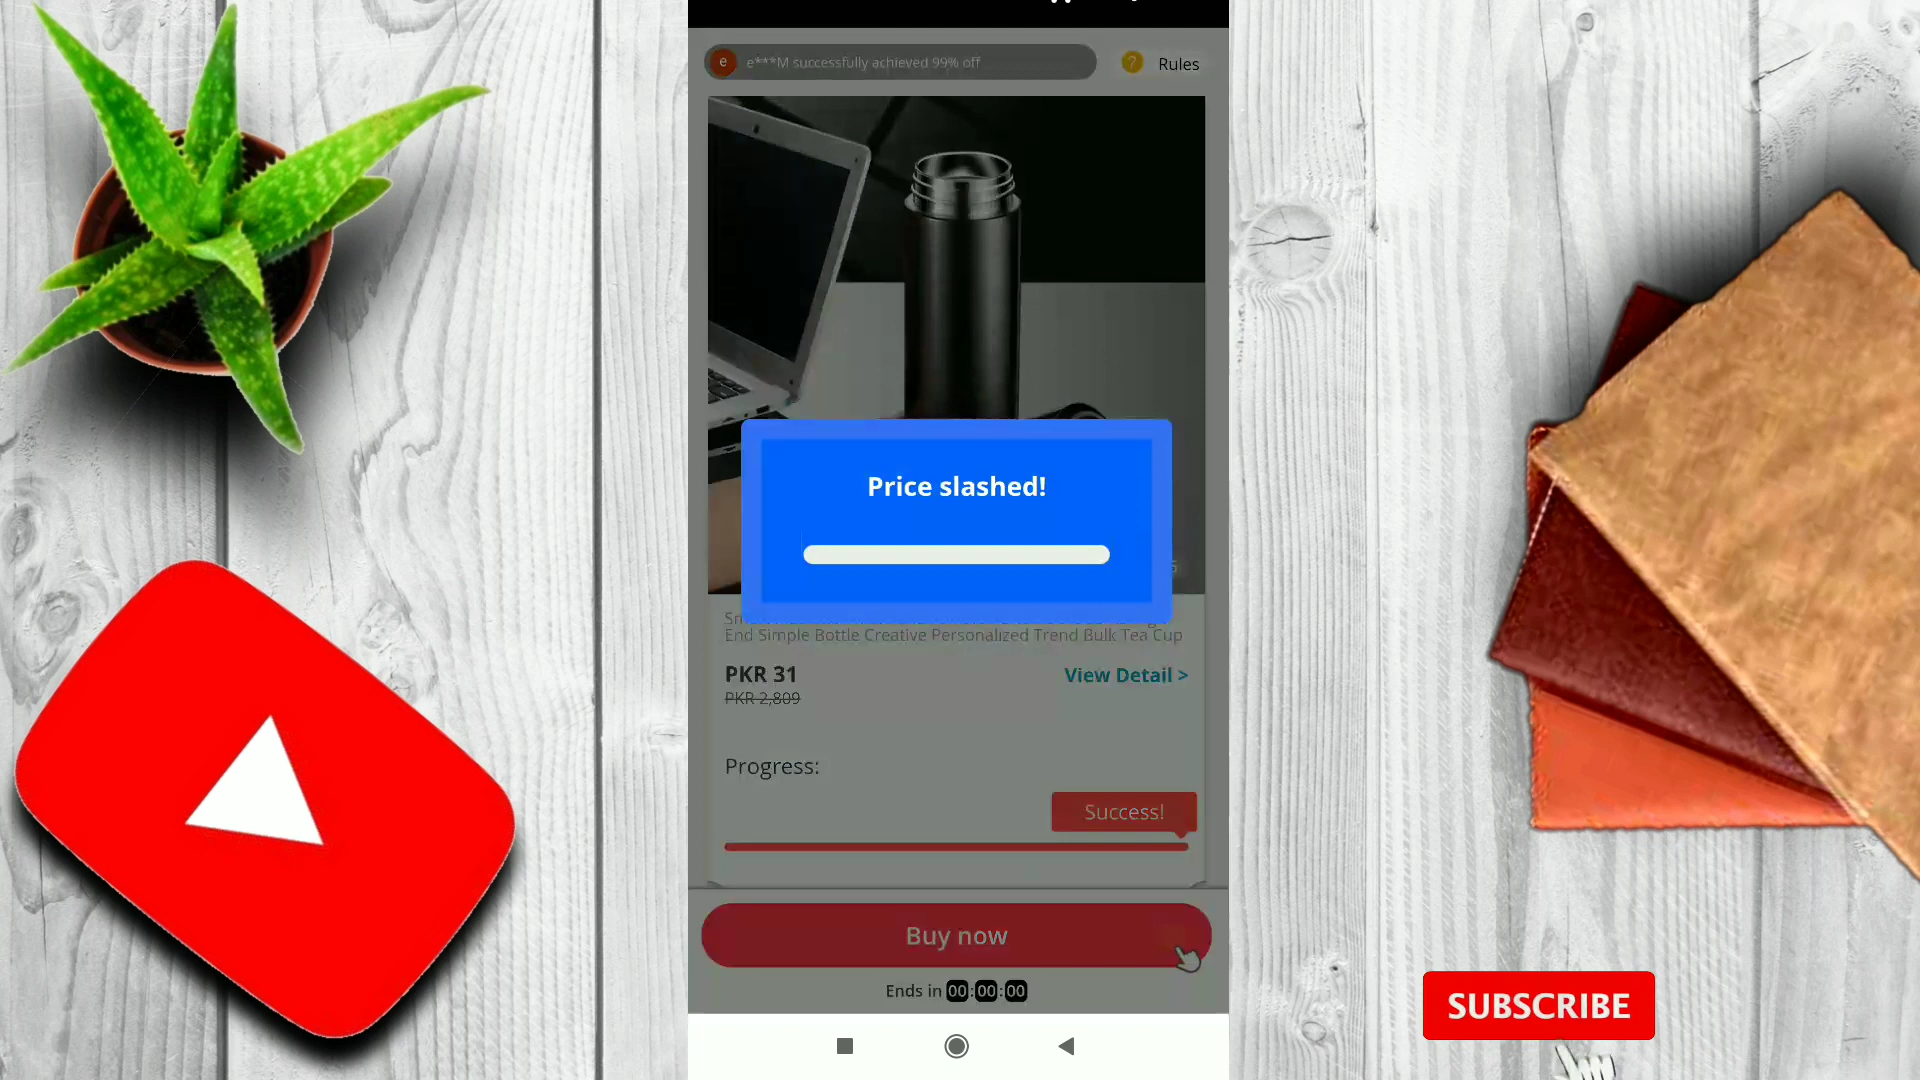 e e***M successfully achieved 99% off
? Rules
Price slashed!
End Simple Bottle Creative Personalized Trend Bulk Tea Cup
PKR 31
View Detail >
PKR 2,809
Progress:
Success!
Buy now
Ends in 00:00:00
SUBSCRIBE